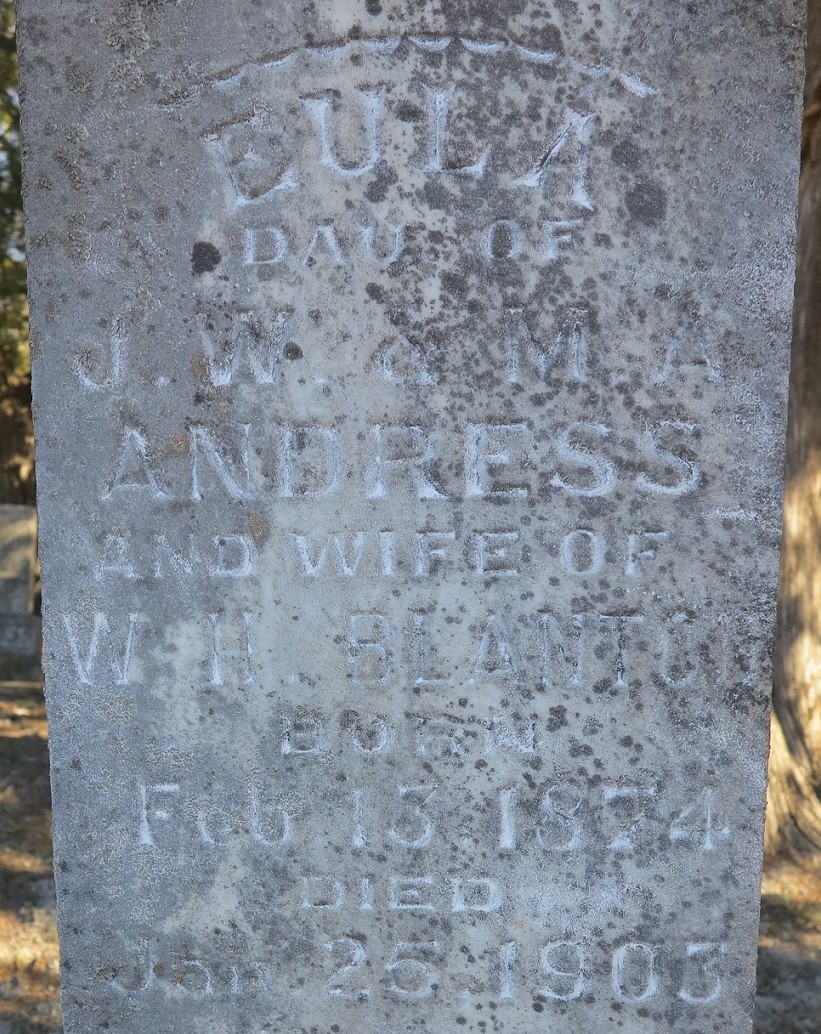 EULA
DAU. OF
J. W. & M. A
ANDRESS
AND WIFE OF
W. H. BLANTON
BORN
Feb 13, 1874
DIED
Jan. 25, 1903